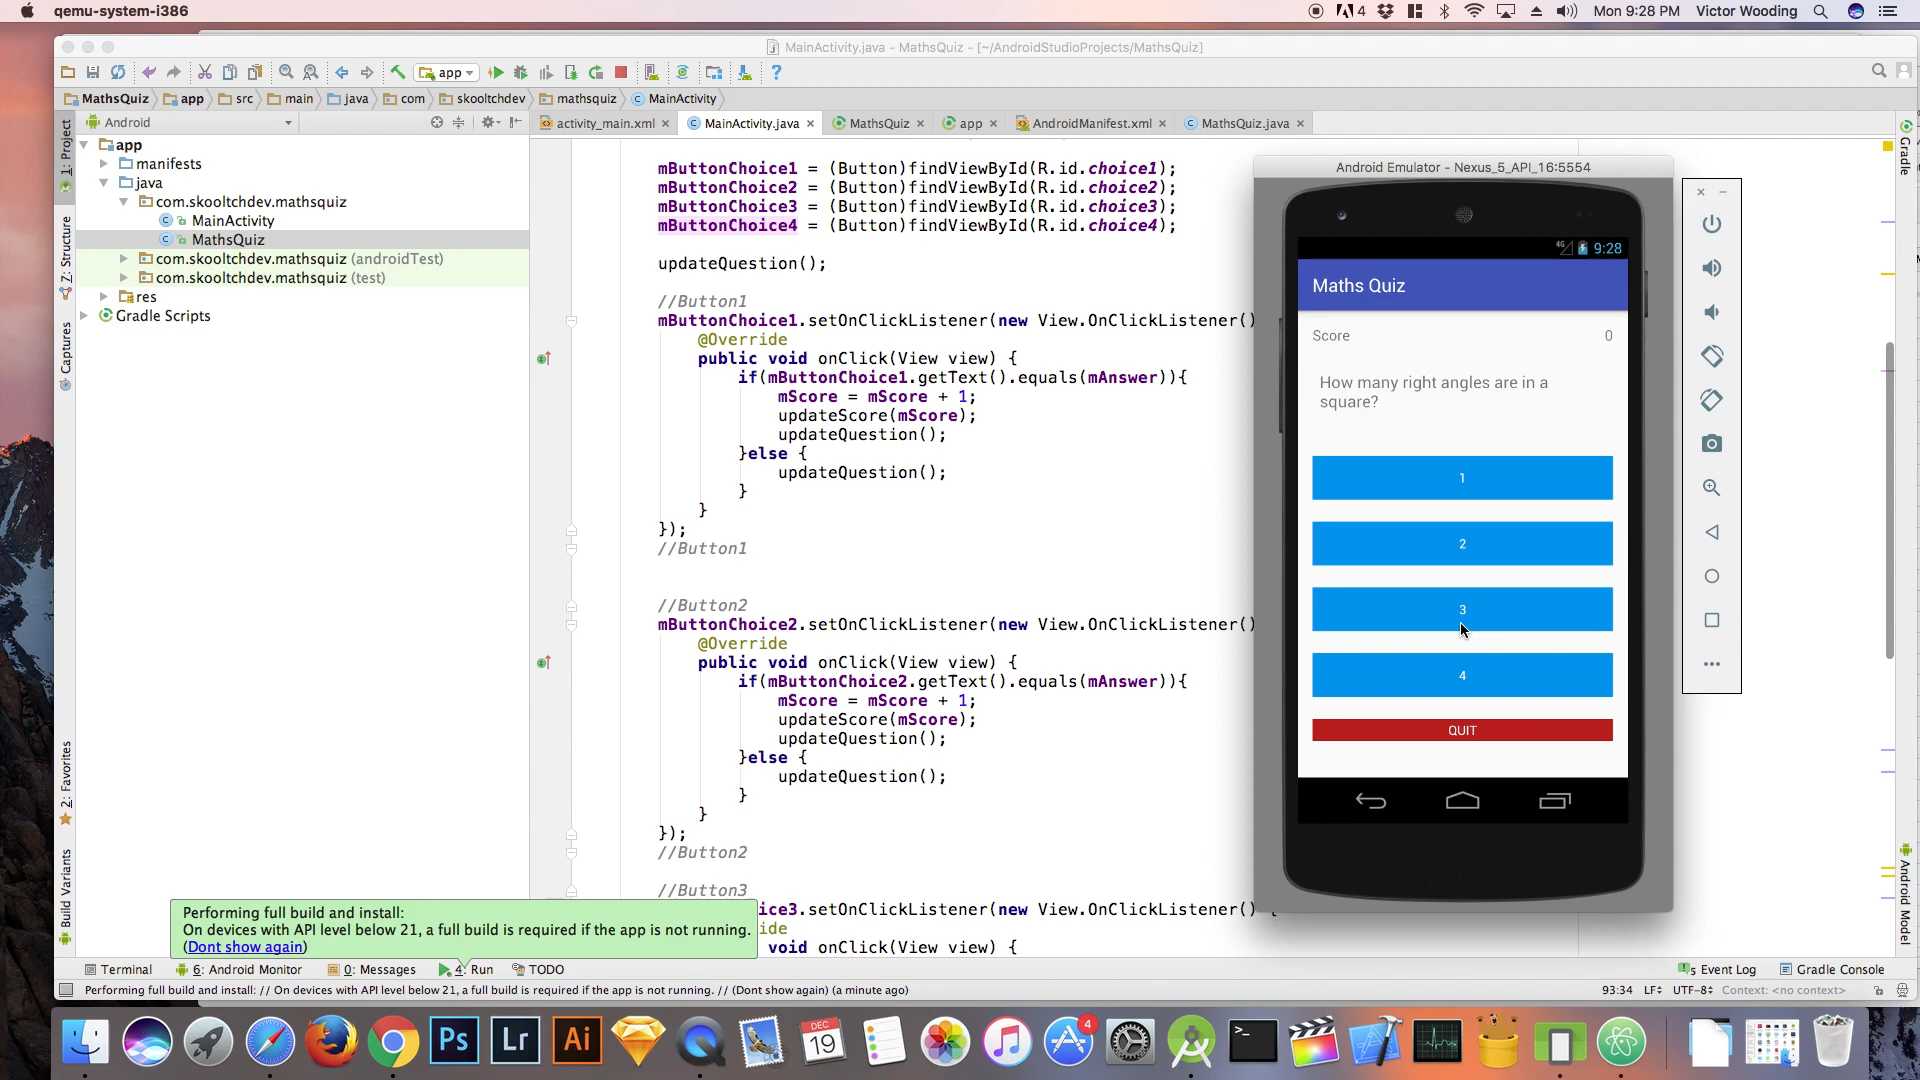 qemu-system-i386
4
Mon 9:28 PM
Victor Wooding
MainActivity.java - MathsQuiz - [~/AndroidStudioProjects/MathsQuiz]
app
MathsQuiz
app
src
main
java
com
skooltchdev
mathsquiz
MainActivity
Android
activity_main.xml
MainActivity.java
MathsQuiz
app
AndroidManifest.xml
MathsQuiz.java
1: Project
Z: Structure
Captures
2: Favorites
Build Variants
app
manifests
java
com.skooltchdev.mathsquiz
MainActivity
MathsQuiz
com.skooltchdev.mathsquiz (androidTest)
com.skooltchdev.mathsquiz (test)
res
Gradle Scripts
mButtonChoice1 = (Button)findViewById(R.id.choice1);
mButtonChoice2 = (Button)findViewById(R.id.choice2);
mButtonChoice3 = (Button)findViewById(R.id.choice3);
mButtonChoice4 = (Button)findViewById(R.id.choice4);
updateQuestion();
//Button1
mButtonChoice1.setOnClickListener(new View.OnClickListener()
@Override
public void onClick(View view) {
if(mButtonChoice1.getText().equals(mAnswer)){
mScore = mScore + 1;
updateScore(mScore);
updateQuestion();
}else {
updateQuestion();
}
}
});
//Button1
//Button2
mButtonChoice2.setOnClickListener(new View.OnClickListener()
@Override
public void onClick(View view) {
if(mButtonChoice2.getText().equals(mAnswer)){
mScore = mScore + 1;
updateScore(mScore);
updateQuestion();
}else {
updateQuestion();
}
}
});
//Button2
//Button3
ice3.setOnClickListener(new View.OnClickListener() {
ide
void onClick(View view) {
Android Emulator - Nexus_5_API_16:5554
4G
9:28
Maths Quiz
Score 0
How many right angles are in a
square?
1
2
3
4
QUIT
Gradle
Android Model
Performing full build and install:
On devices with API level below 21, a full build is required if the app is not running.
(Dont show again)
Terminal
6: Android Monitor
0: Messages
4: Run
TODO
Event Log
Gradle Console
Performing full build and install: // On devices with API level below 21, a full build is required if the app is not running. // (Dont show again) (a minute ago)
93:34
LF
UTF-8
Context: <no context>
Ps
Lr
Ai
DEC
19
4